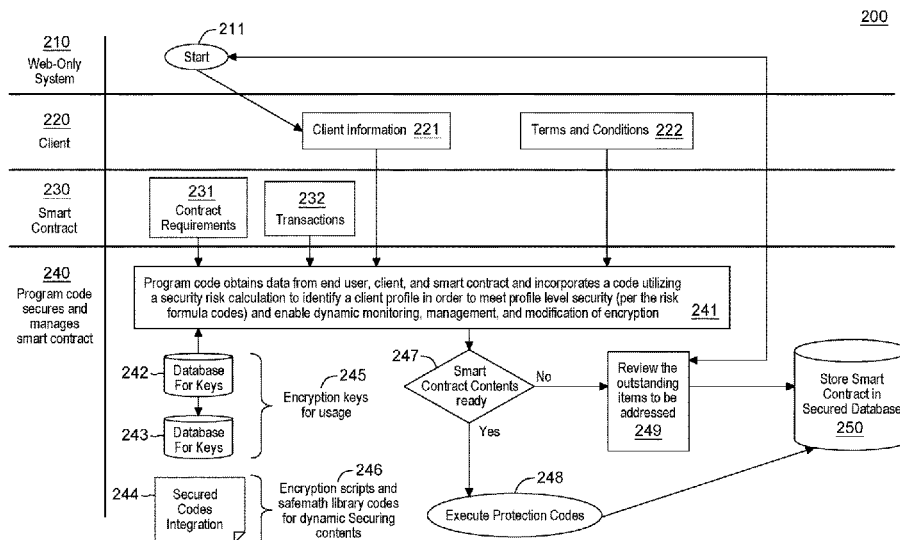 200
210
Web-Only
System
211
Start
220
Client
Client Information 221
Terms and Conditions 222
230
Smart
Contract
231
Contract
Requirements
232
Transactions
240
Program code
secures and
manages
smart contract
Program code obtains data from end user, client, and smart contract and incorporates a code utilizing
a security risk calculation to identify a client profile in order to meet profile level security (per the risk
formula codes) and enable dynamic monitoring, management, and modification of encryption 241
242
Database
For Keys
243
Database
For Keys
245
Encryption keys
for usage
244
Secured
Codes
Integration
246
Encryption scripts and
safemath library codes
for dynamic Securing
contents
247
Smart
Contract Contents
ready
No
Yes
Review the
outstanding
items to be
addressed
249
248
Execute Protection Codes
Store Smart
Contract in
Secured Database
250